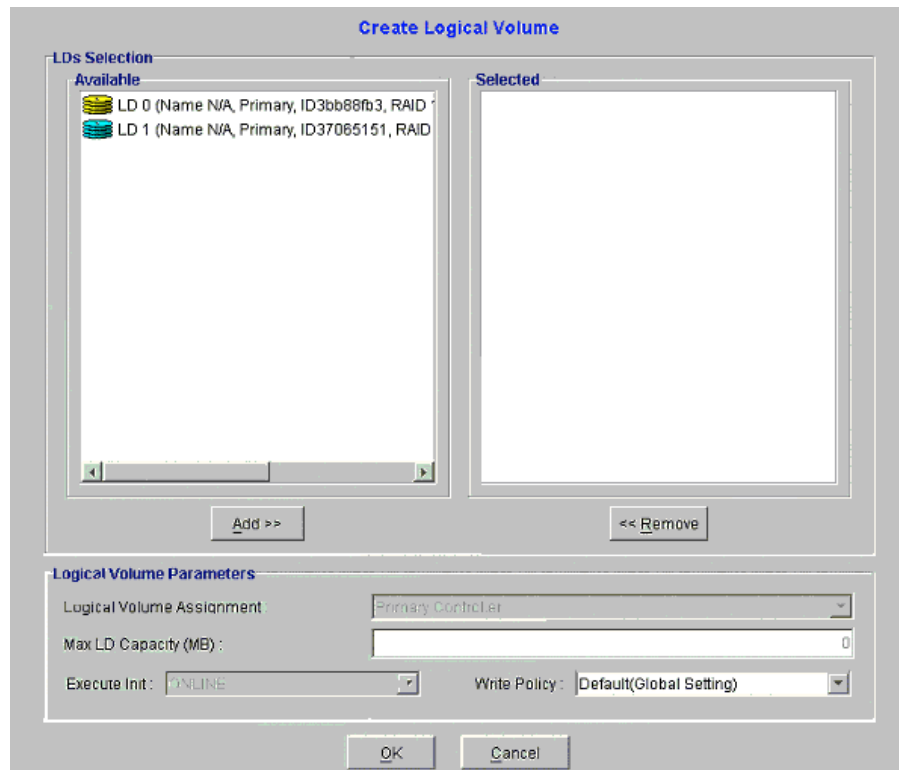 Create Logical Volume
LDs Selection
Available
Selected
LD 0 (Name N/A, Primary, ID3bb88fb3, RAID
LD 1 (Name N/A, Primary, ID37065151, RAID
Add >>
<< Remove
Logical Volume Parameters
Logical Volume Assignment:
Primary Controller
Max LD Capacity (MB) :
0
Execute Init :
ONLINE
Write Policy :
Default(Global Setting)
OK
Cancel